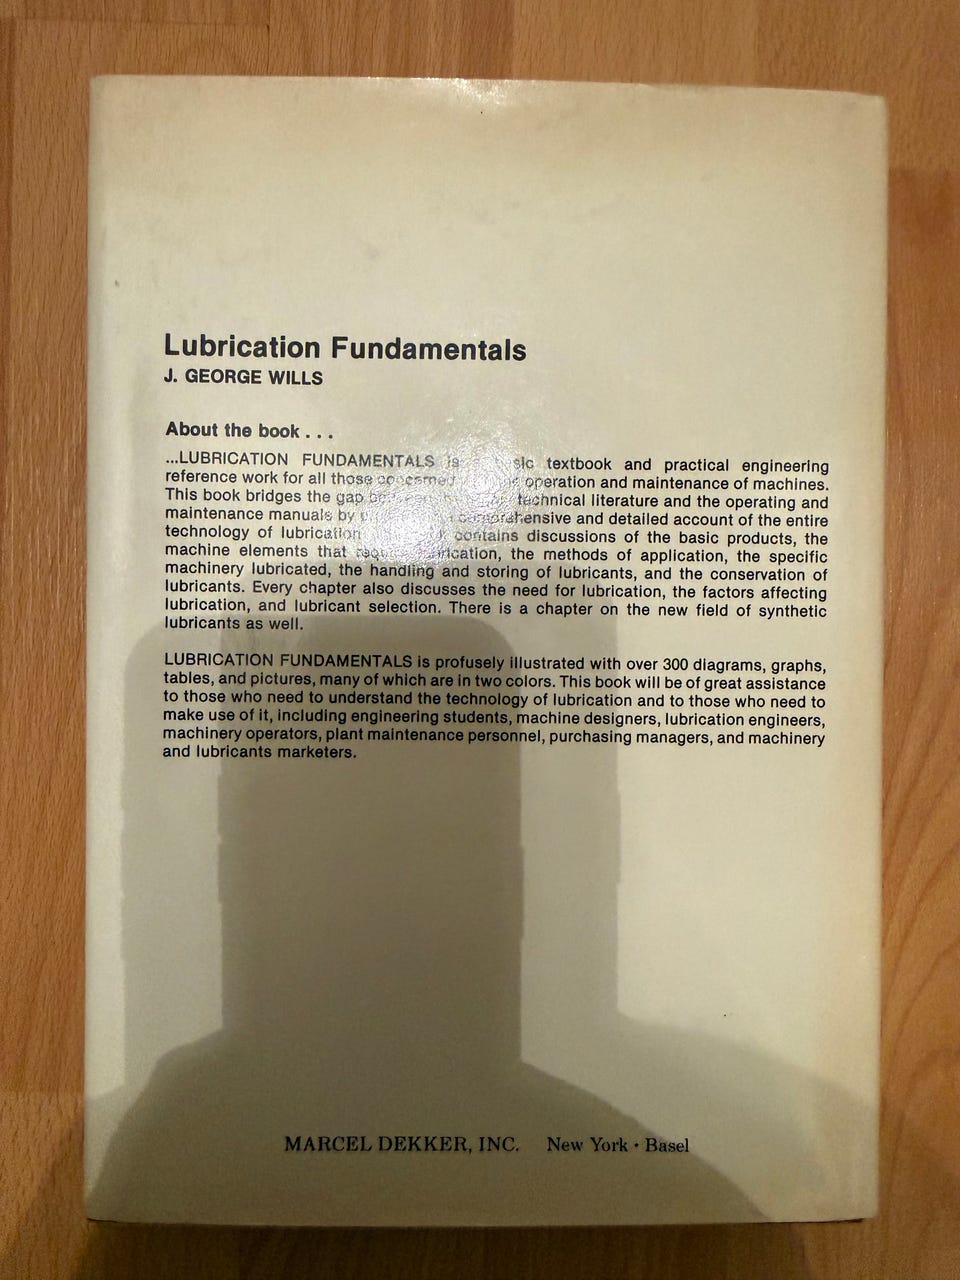 Lubrication Fundamentals
J. GEORGE WILLS
About the book . . .
...LUBRICATION FUNDAMENTALS is textbook and practical engineering
reference work for all those concerned operation and maintenance of machines.
This book bridges the gap technical literature and the operating and
maintenance manuals by comprehensive and detailed account of the entire
technology of lubrication contains discussions of the basic products, the
machine elements that lubrication, the methods of application, the specific
machinery lubricated, the handling and storing of lubricants, and the conservation of
lubricants. Every chapter also discusses the need for lubrication, the factors affecting
lubrication, and lubricant selection. There is a chapter on the new field of synthetic
lubricants as well.
LUBRICATION FUNDAMENTALS is profusely illustrated with over 300 diagrams, graphs,
tables, and pictures, many of which are in two colors. This book will be of great assistance
to those who need to understand the technology of lubrication and to those who need to
make use of it, including engineering students, machine designers, lubrication engineers,
machinery operators, plant maintenance personnel, purchasing managers, and machinery
and lubricants marketers.
MARCEL DEKKER, INC. New York • Basel